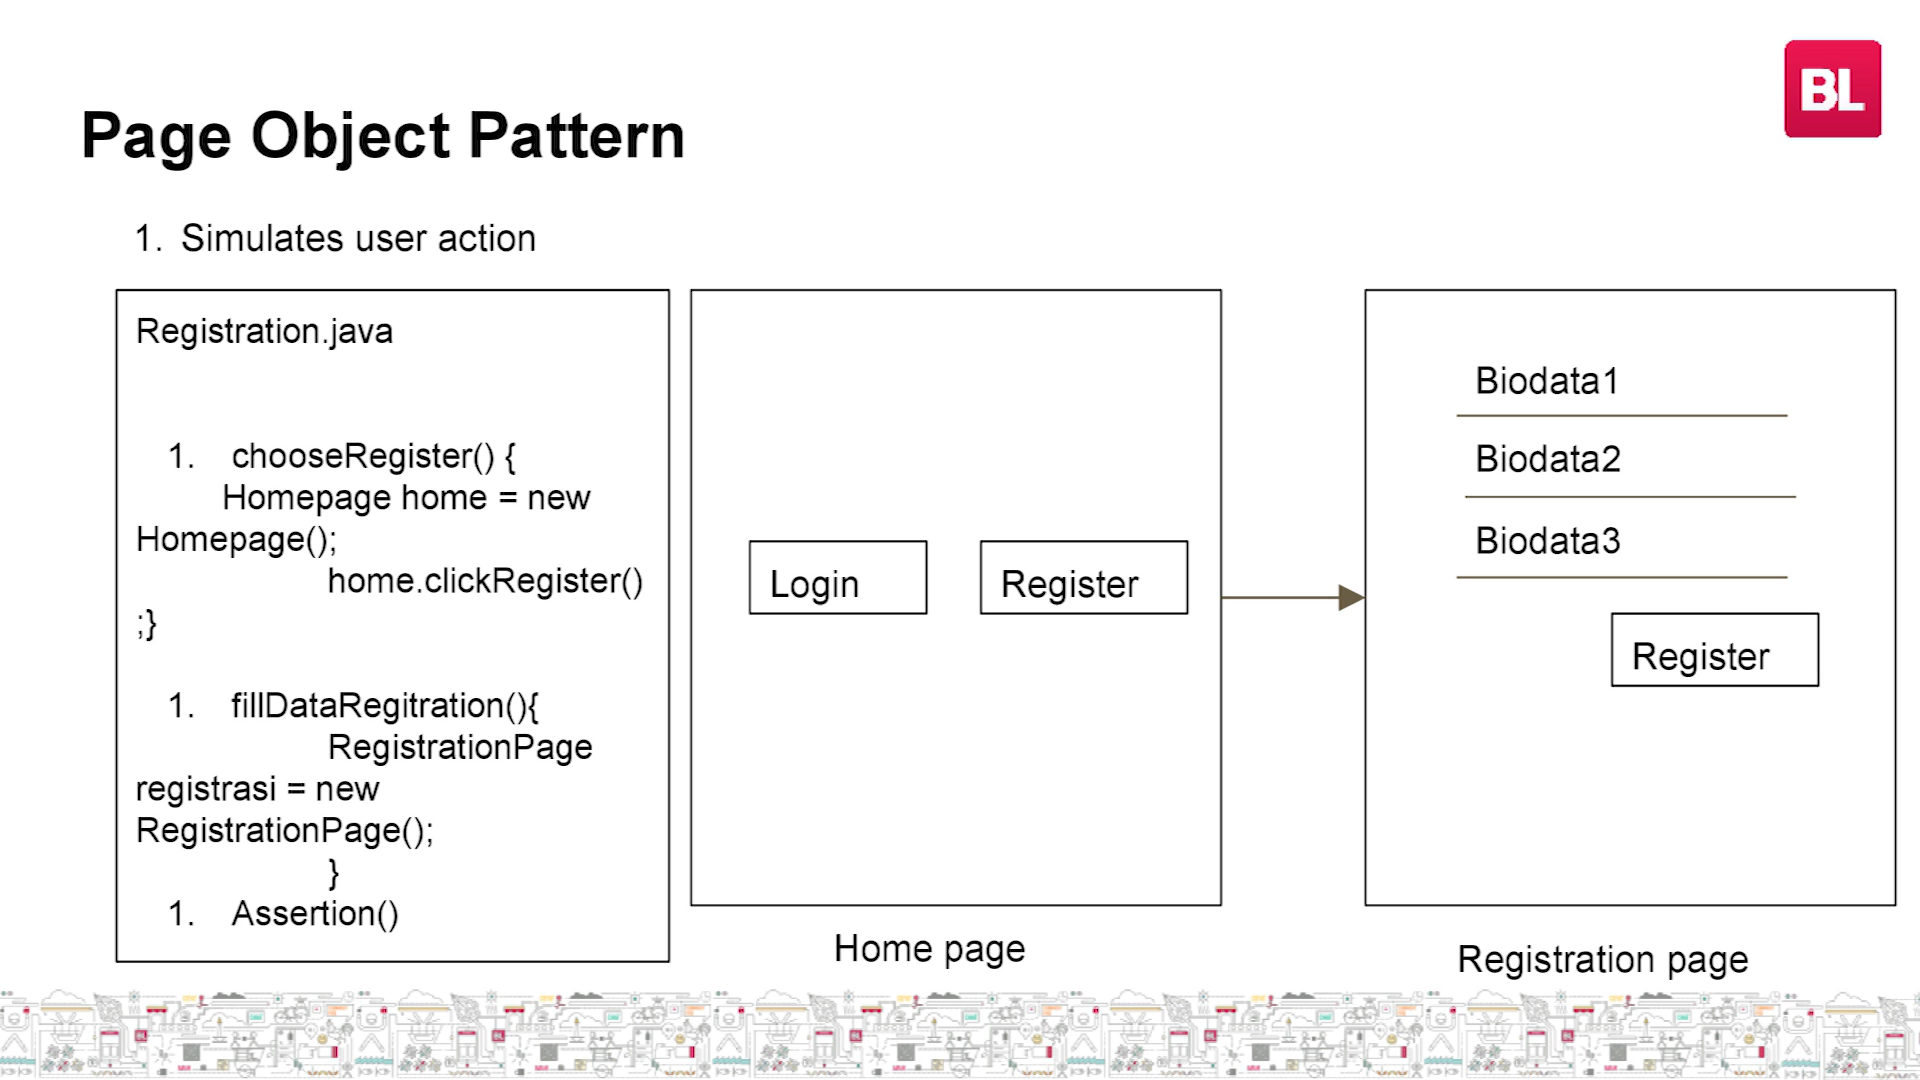 BL
Page Object Pattern
1. Simulates user action
Registration.java
1. chooseRegister() {
Homepage home = new
Homepage();
home.clickRegister()
;}
1. fillDataRegitration(){
RegistrationPage
registrasi = new
RegistrationPage();
}
1. Assertion()
Login
Register
Home page
Biodata1
Biodata2
Biodata3
Register
Registration page